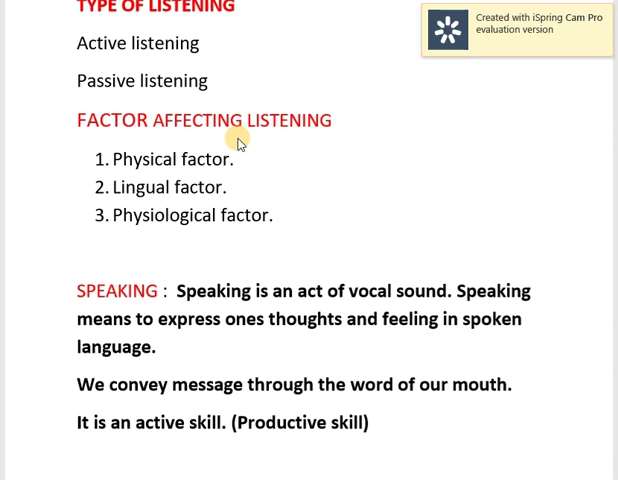 TYPE OF LISTENING
Created with iSpring Cam Pro
evaluation version
Active listening
Passive listening
FACTOR AFFECTING LISTENING
1. Physical factor.
2. Lingual factor.
3. Physiological factor.
SPEAKING : Speaking is an act of vocal sound. Speaking
means to express ones thoughts and feeling in spoken
language.
We convey message through the word of our mouth.
It is an active skill. (Productive skill)